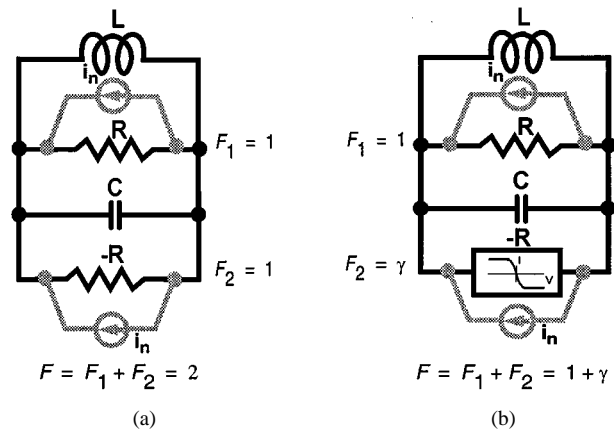 L
i_n
R
F_1 = 1
C
-R
F_2 = 1
i_n
F = F_1 + F_2 = 2
(a)
L
i_n
R
F_1 = 1
C
-R
F_2 = γ
I
V
i_n
F = F_1 + F_2 = 1 + γ
(b)